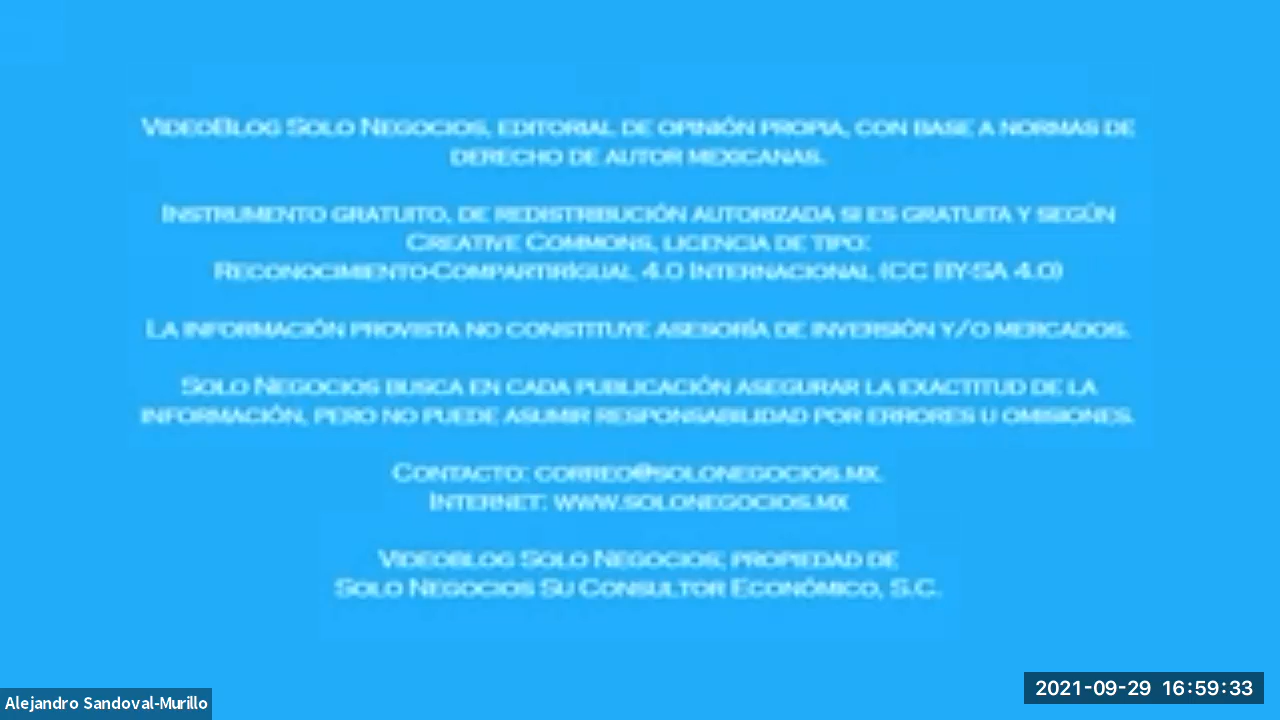 VideoBlog Solo Negocios, editorial de opinión propia, con base a normas de
derecho de autor mexicanas.
Instrumento gratuito, de redistribución autorizada si es gratuita y según
Creative Commons, licencia de tipo:
Reconocimiento-CompartirIgual 4.0 Internacional (CC BY-SA 4.0)
La información provista no constituye asesoría de inversión y/o mercados.
Solo Negocios busca en cada publicación asegurar la exactitud de la
información, pero no puede asumir responsabilidad por errores u omisiones.
Contacto: correo@solonegocios.mx.
Internet: www.solonegocios.mx
Videoblog Solo Negocios; propiedad de
Solo Negocios Su Consultor Económico, S.C.
Alejandro Sandoval-Murillo
2021-09-29 16:59:33